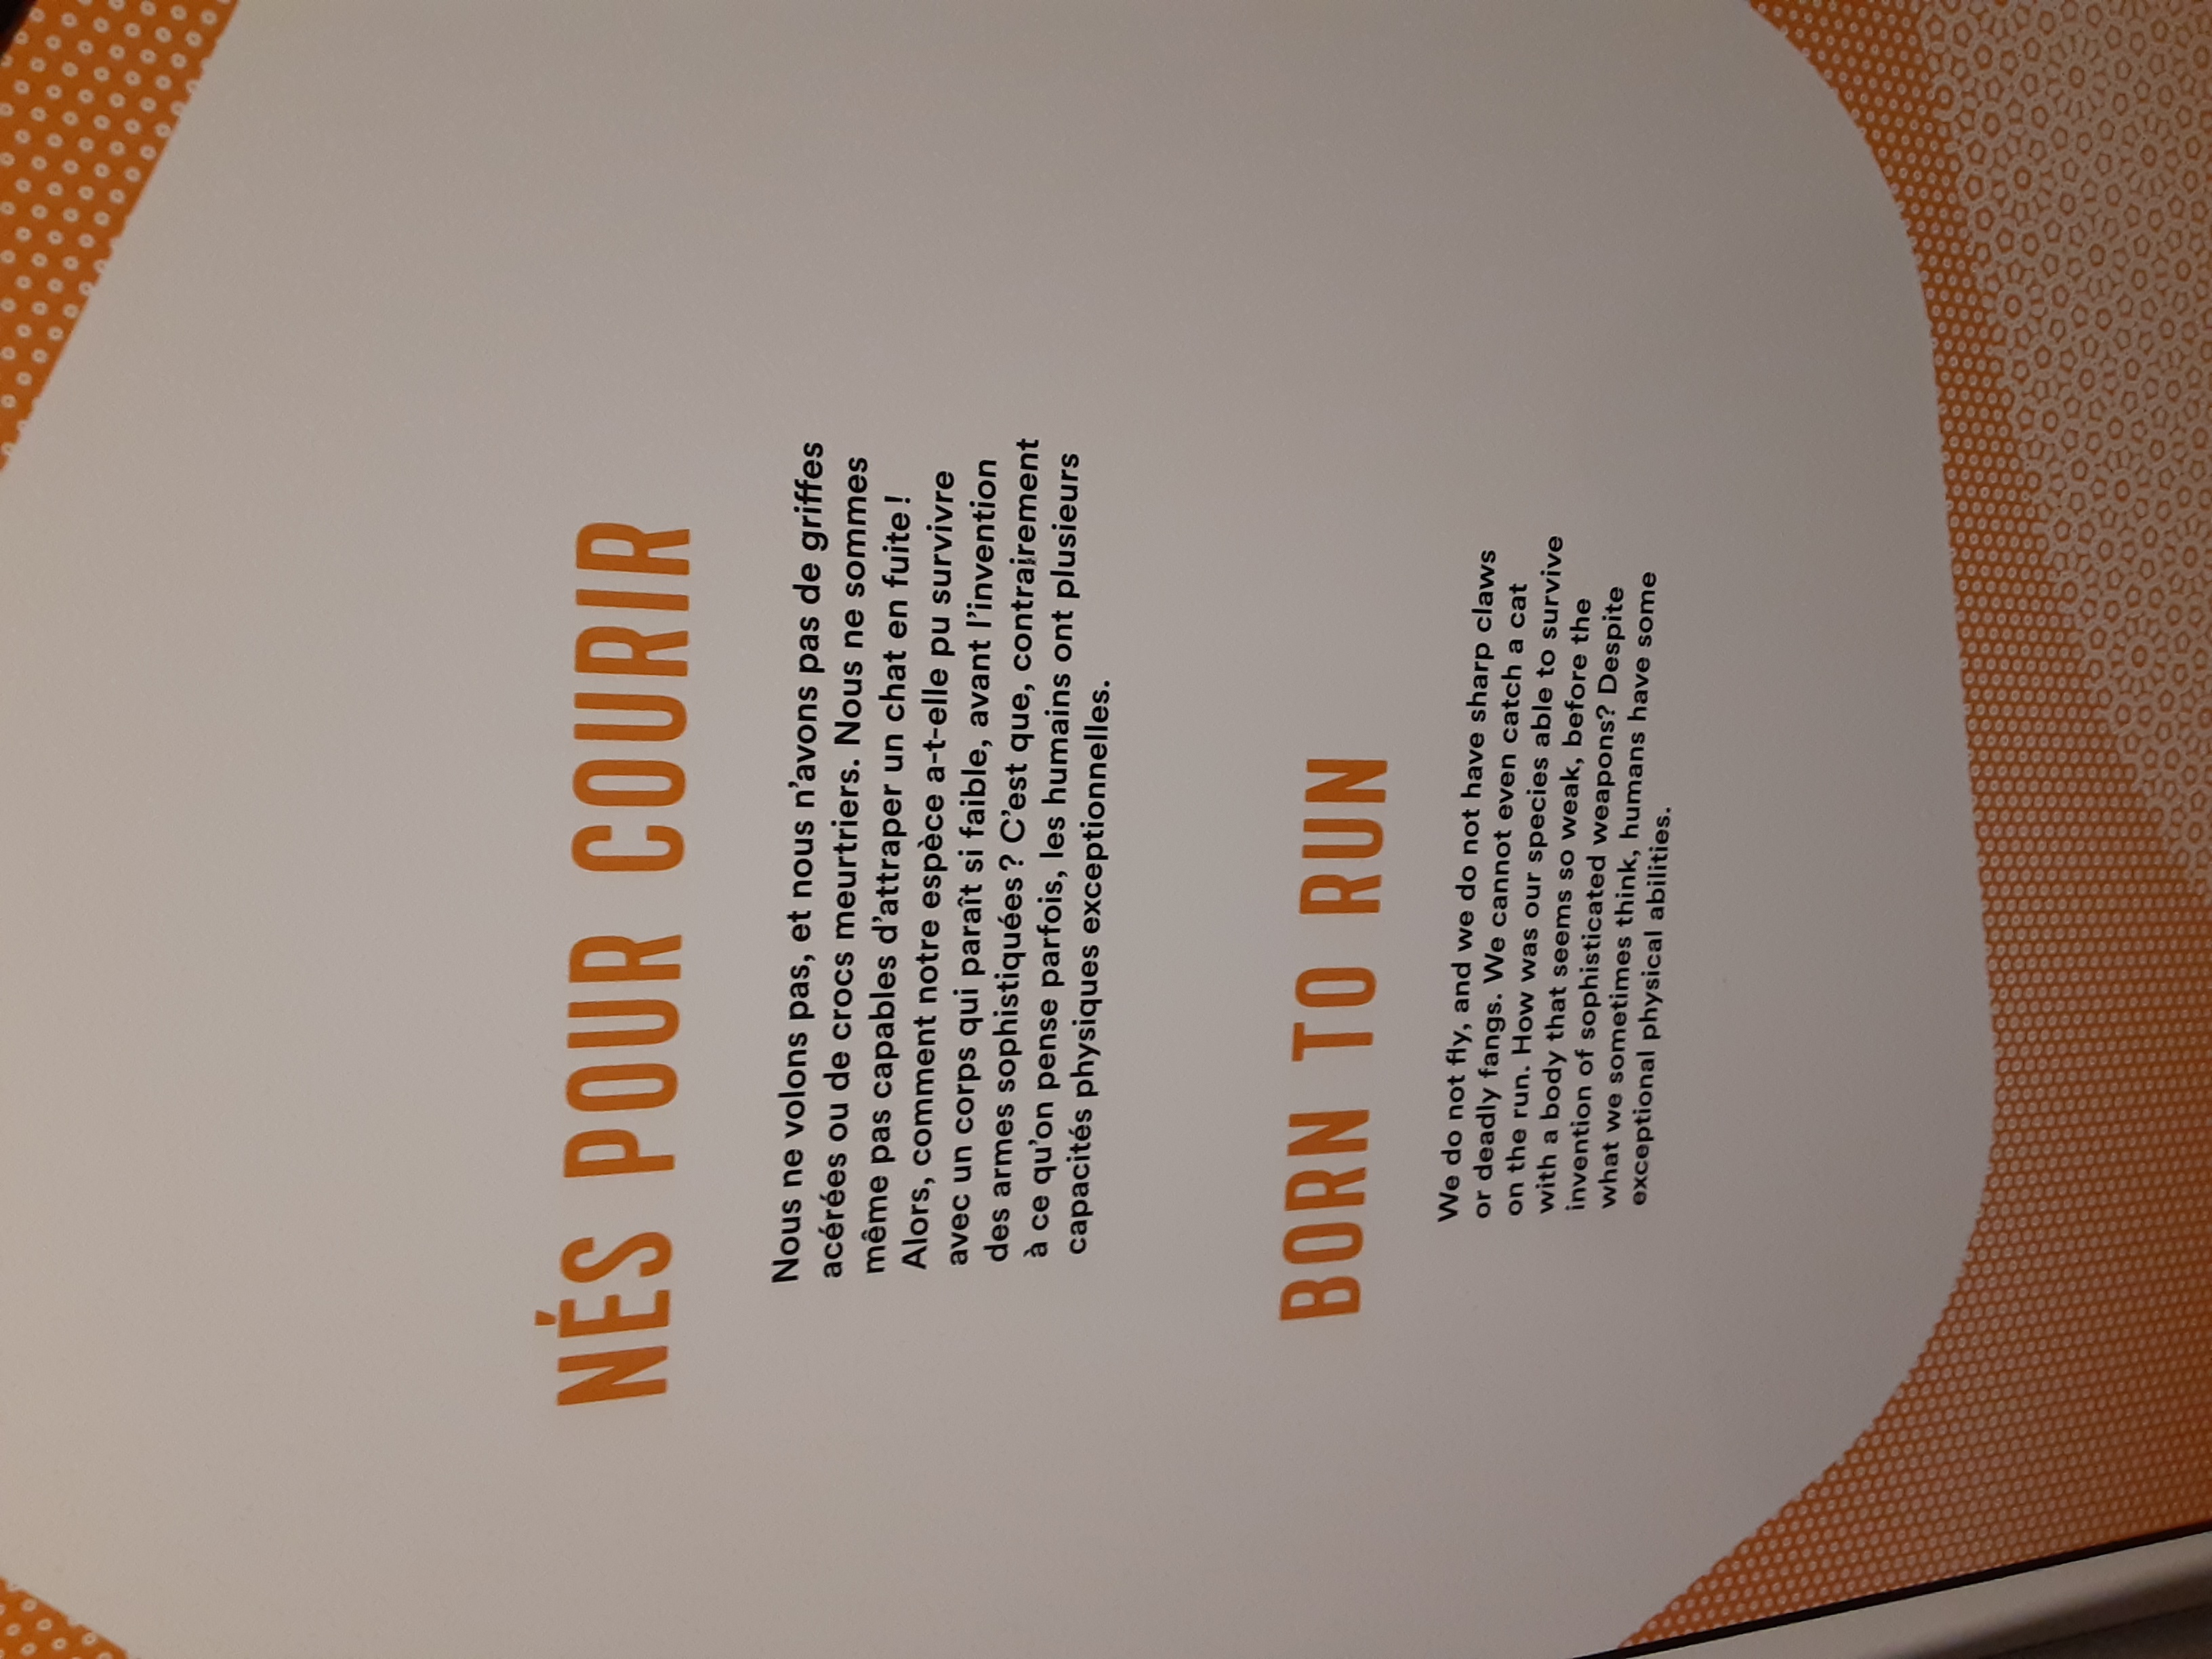 NÉS POUR COURIR
Nous ne volons pas, et nous n’avons pas de griffes
acérées ou de crocs meurtriers. Nous ne sommes
même pas capables d’attraper un chat en fuite !
Alors, comment notre espèce a-t-elle pu survivre
avec un corps qui paraît si faible, avant l’invention
des armes sophistiquées ? C’est que, contrairement
à ce qu’on pense parfois, les humains ont plusieurs
capacités physiques exceptionnelles.
BORN TO RUN
We do not fly, and we do not have sharp claws
or deadly fangs. We cannot even catch a cat
on the run. How was our species able to survive
with a body that seems so weak, before the
invention of sophisticated weapons? Despite
what we sometimes think, humans have some
exceptional physical abilities.